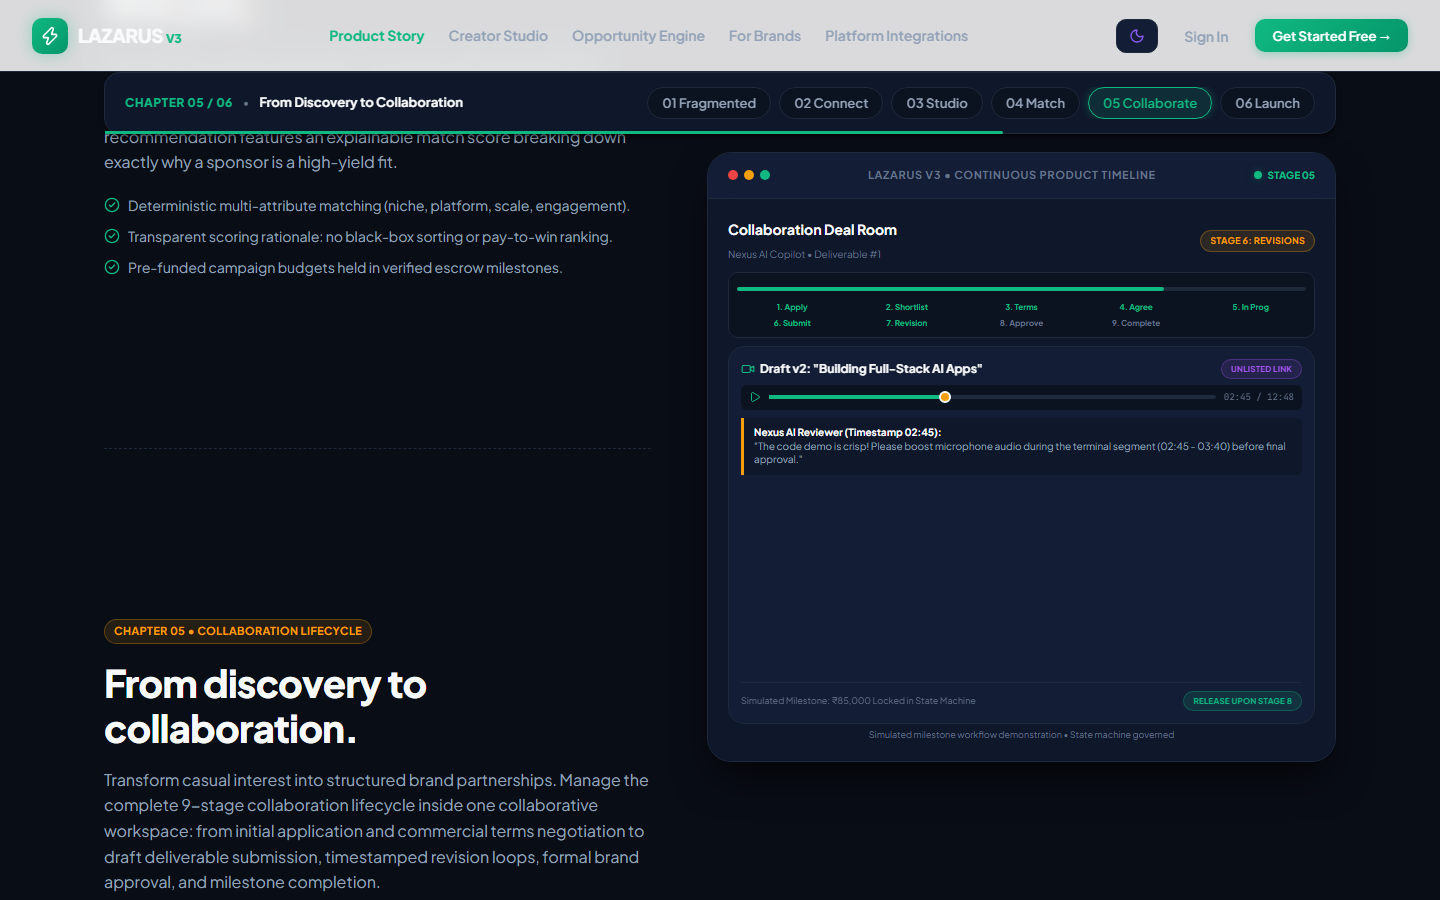 LAZARUS V3
Product Story
Creator Studio
Opportunity Engine
For Brands
Platform Integrations
Sign In
Get Started Free →
CHAPTER 05 / 06 • From Discovery to Collaboration
01 Fragmented
02 Connect
03 Studio
04 Match
05 Collaborate
06 Launch
recommendation features an explainable match score breaking down
exactly why a sponsor is a high-yield fit.
Deterministic multi-attribute matching (niche, platform, scale, engagement).
Transparent scoring rationale: no black-box sorting or pay-to-win ranking.
Pre-funded campaign budgets held in verified escrow milestones.
CHAPTER 05 • COLLABORATION LIFECYCLE
From discovery to
collaboration.
Transform casual interest into structured brand partnerships. Manage the
complete 9-stage collaboration lifecycle inside one collaborative
workspace: from initial application and commercial terms negotiation to
draft deliverable submission, timestamped revision loops, formal brand
approval, and milestone completion.
LAZARUS V3 • CONTINUOUS PRODUCT TIMELINE
STAGE 05
Collaboration Deal Room
Nexus AI Copilot • Deliverable #1
STAGE 6: REVISIONS
1. Apply
2. Shortlist
3. Terms
4. Agree
5. In Prog
6. Submit
7. Revision
8. Approve
9. Complete
Draft v2: "Building Full-Stack AI Apps"
UNLISTED LINK
02:45 / 12:48
Nexus AI Reviewer (Timestamp 02:45):
"The code demo is crisp! Please boost microphone audio during the terminal segment (02:45 - 03:40) before final
approval."
Simulated Milestone: ₹85,000 Locked in State Machine
RELEASE UPON STAGE 8
Simulated milestone workflow demonstration • State machine governed